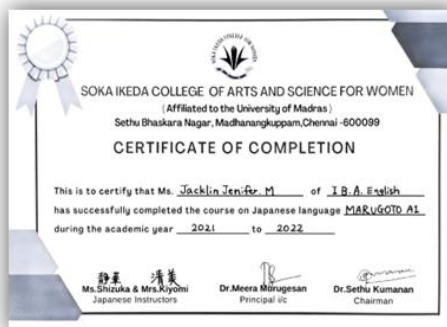 SOKA IKEDA COLLEGE OF ARTS AND SCIENCE FOR WOMEN
(Affiliated to the University of Madras)
Sethu Bhaskara Nagar, Madhanangkuppam,Chennai -600099
CERTIFICATE OF COMPLETION
This is to certify that Ms. Jacklin Jenifer. M of I B.A. English
has successfully completed the course on Japanese language MARUGOTO A1
during the academic year 2021 to 2022
静華 清美
Ms.Shizuka & Mrs.Kiyomi Dr.Meera Murugesan Dr.Sethu Kumanan
Japanese Instructors Principal i/c Chairman